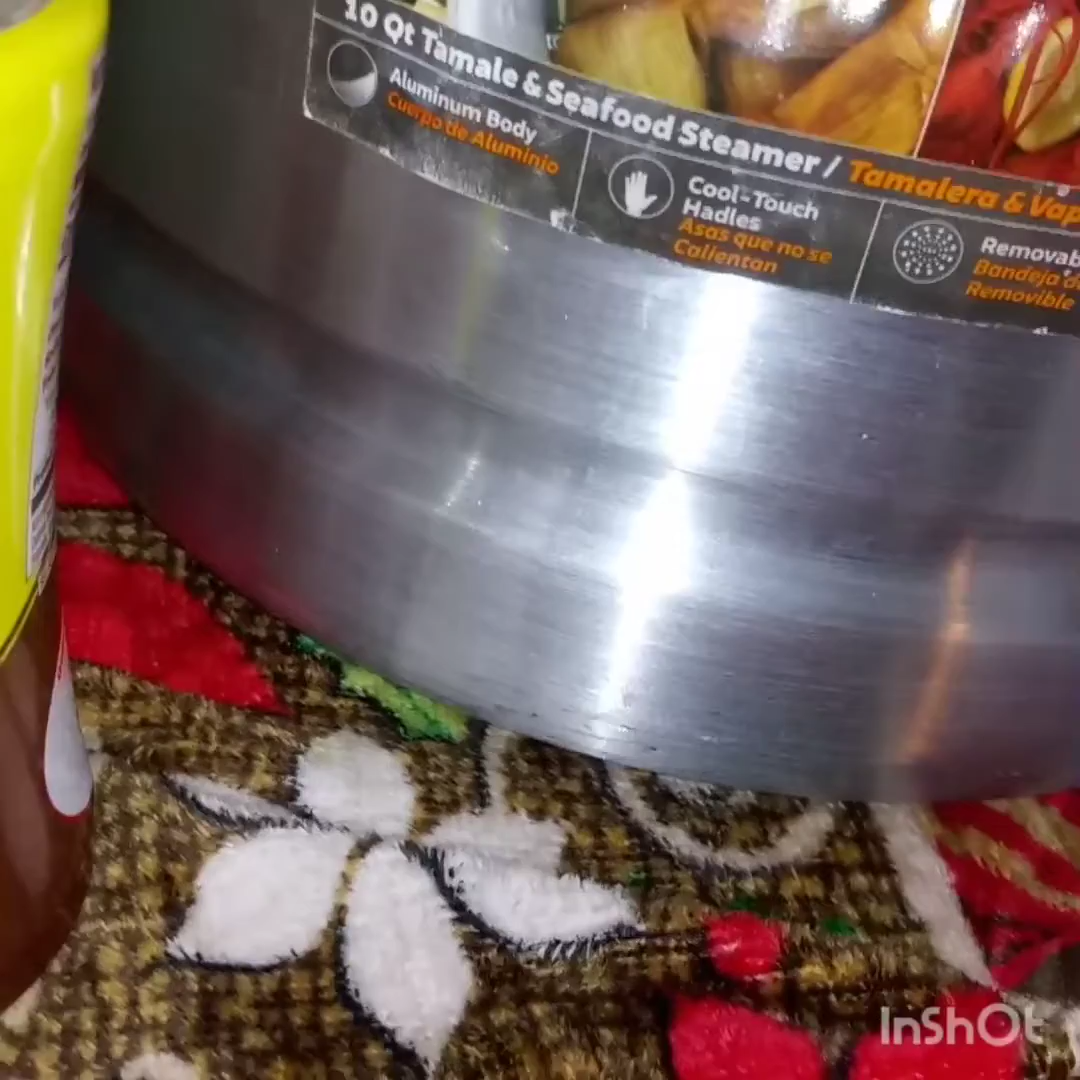 10 Qt Tamale & Seafood Steamer / Tamalera & Vap
Aluminum Body
Cuerpo de Aluminio
Cool-Touch
Hadles
Asas que no se
Calientan
Removab
Bandeja d
Removible
InShOt